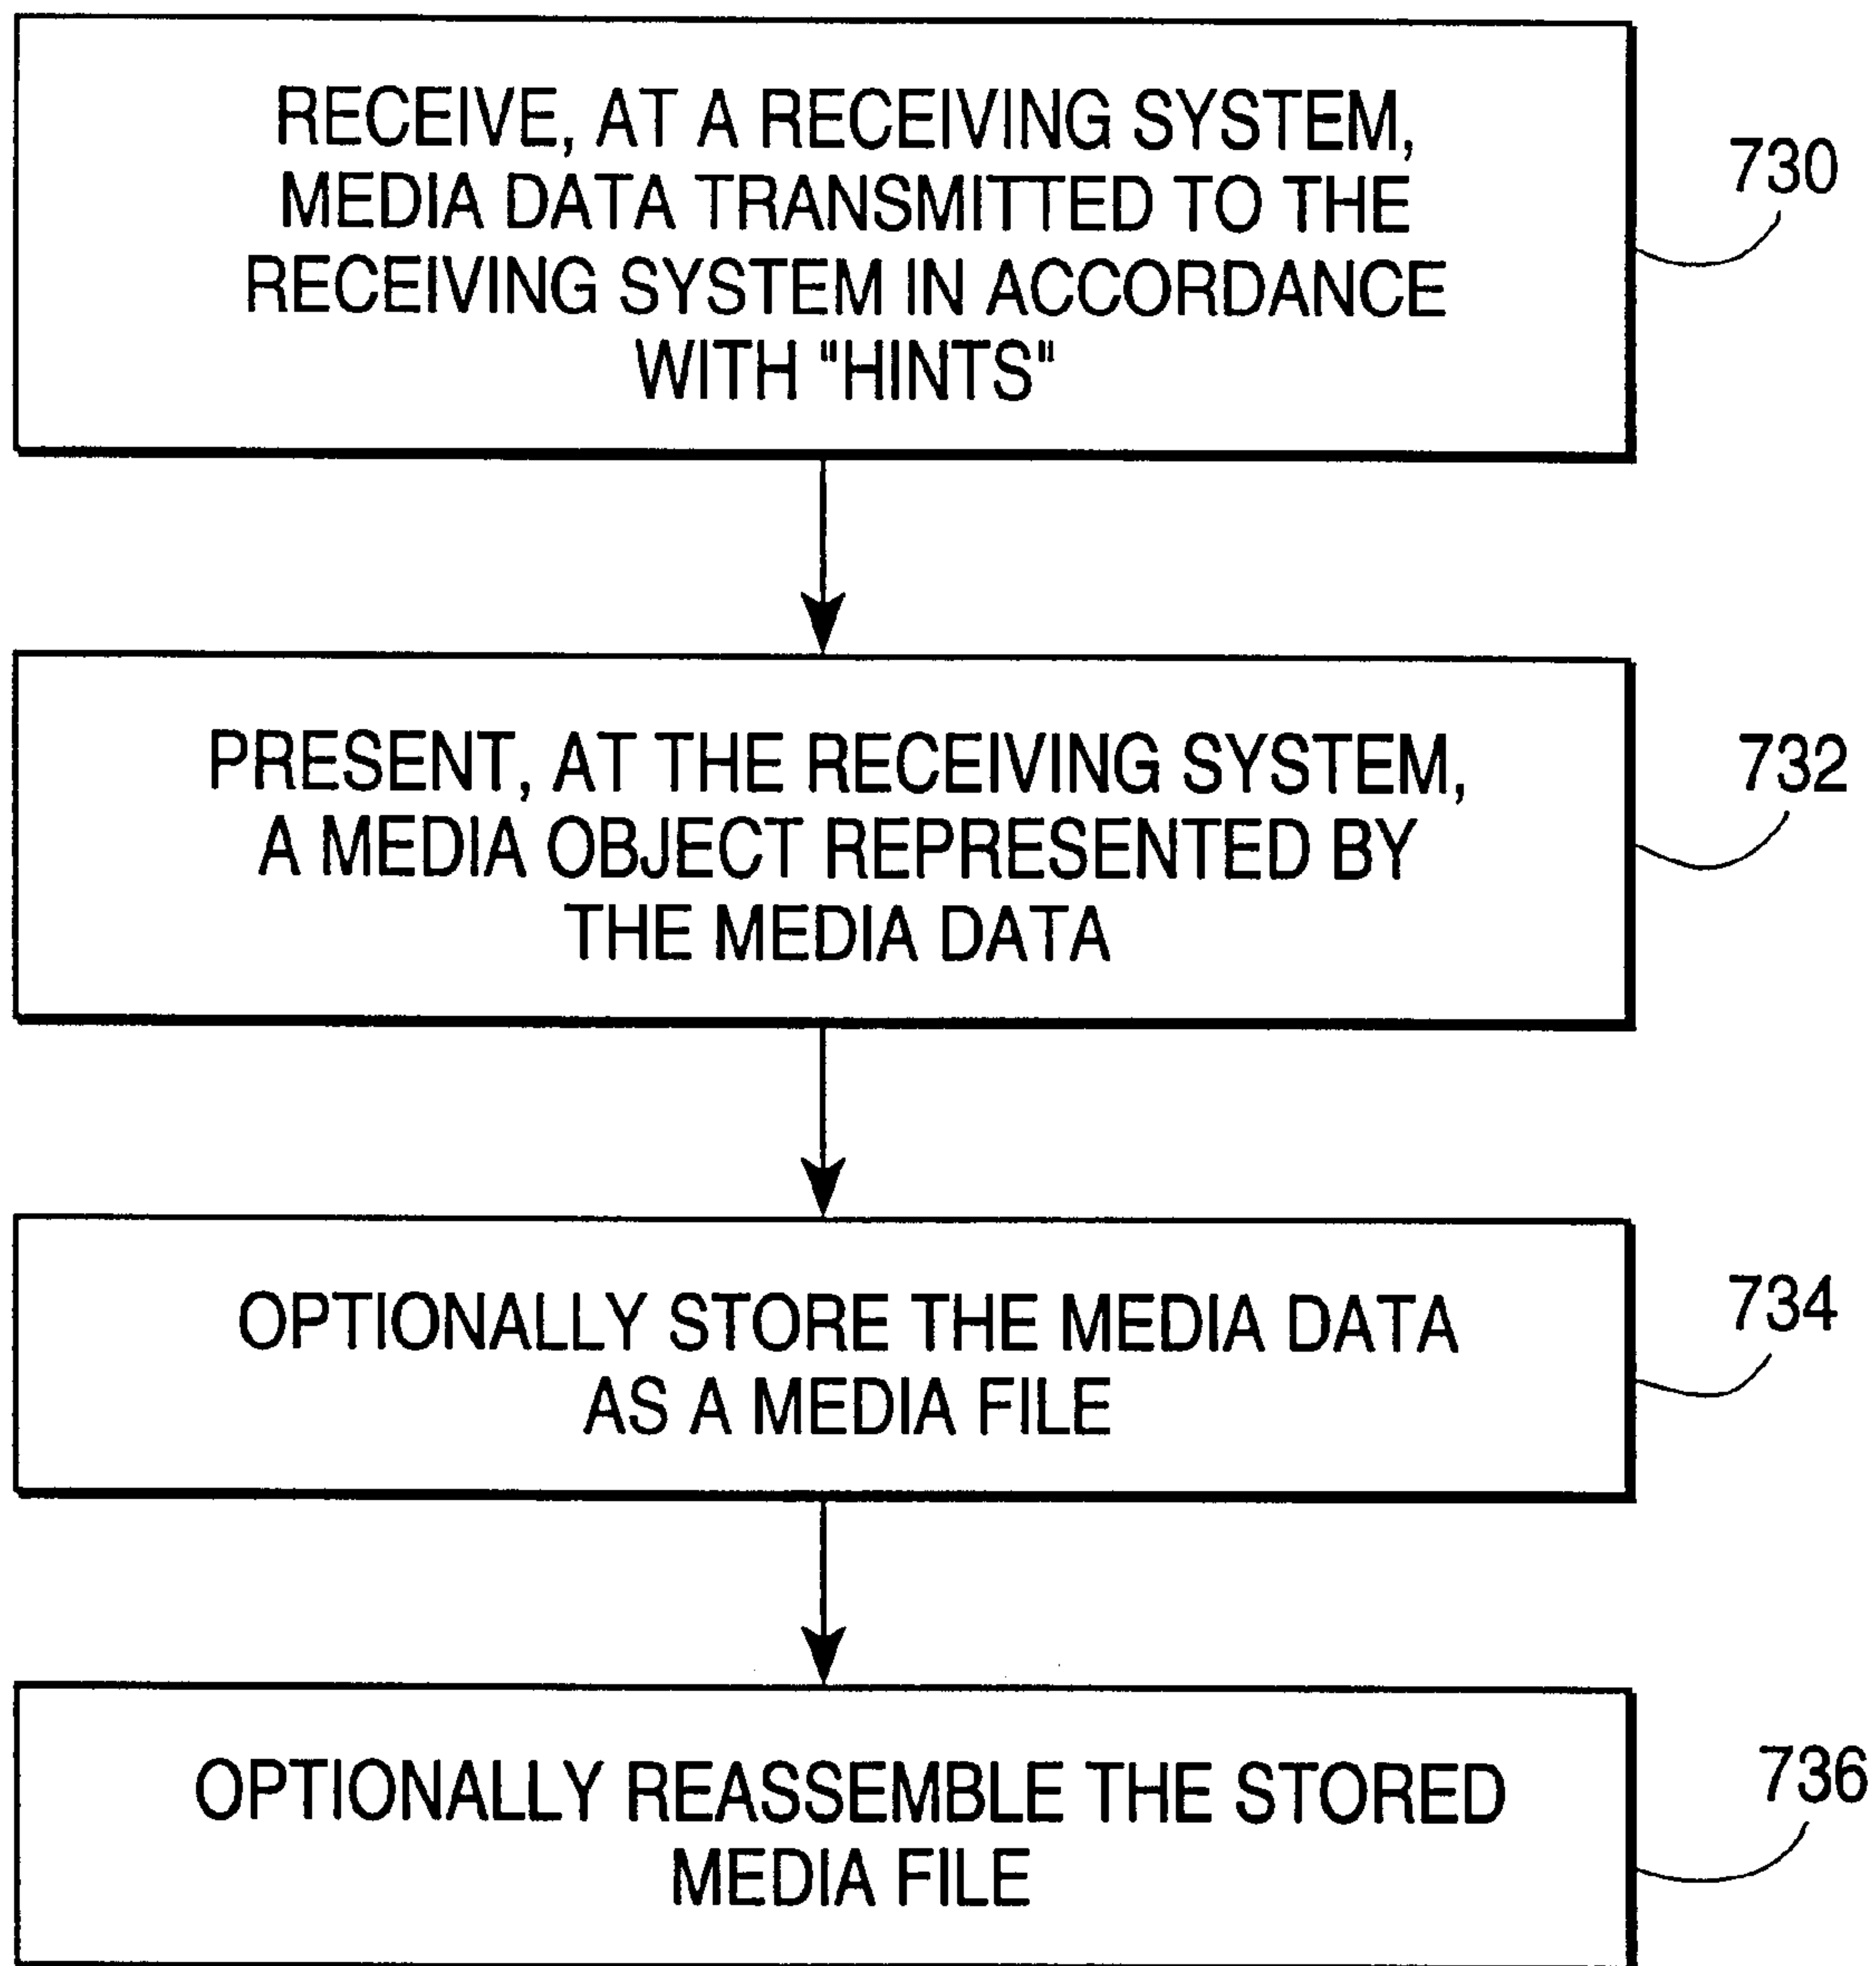 RECEIVE, AT A RECEIVING SYSTEM,
MEDIA DATA TRANSMITTED TO THE
RECEIVING SYSTEM IN ACCORDANCE
WITH "HINTS"
730
PRESENT, AT THE RECEIVING SYSTEM,
A MEDIA OBJECT REPRESENTED BY
THE MEDIA DATA
732
OPTIONALLY STORE THE MEDIA DATA
AS A MEDIA FILE
734
OPTIONALLY REASSEMBLE THE STORED
MEDIA FILE
736